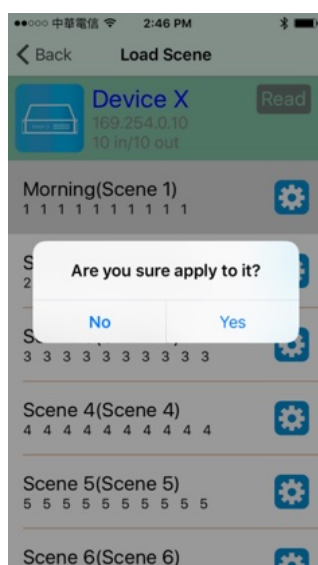 中華電信 2:46 PM
Back Load Scene
Device X
Read
169.254.0.10
10 in/10 out
Morning(Scene 1)
1 1 1 1 1 1 1 1 1 1
S
2
Are you sure apply to it?
No Yes
S
3 3 3 3 3 3 3 3 3 3
Scene 4(Scene 4)
4 4 4 4 4 4 4 4 4 4
Scene 5(Scene 5)
5 5 5 5 5 5 5 5 5 5
Scene 6(Scene 6)